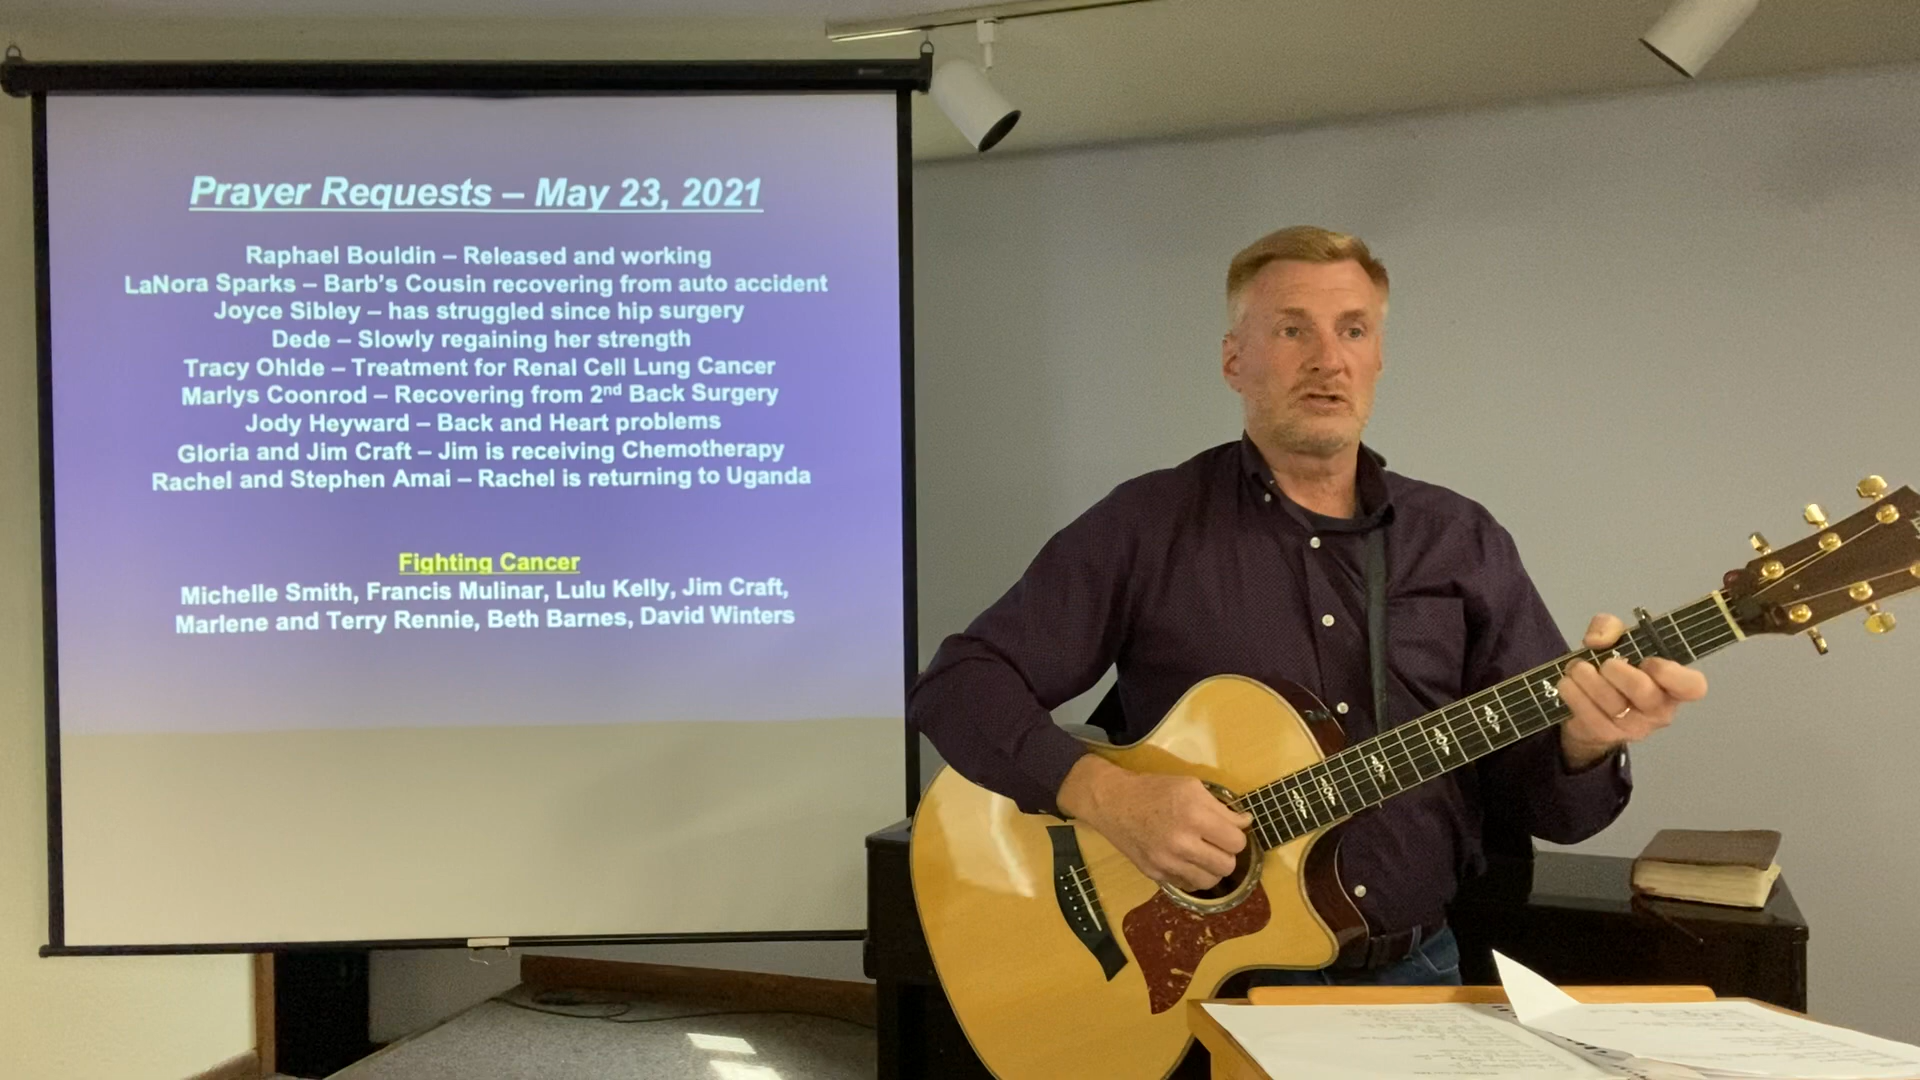 Prayer Requests – May 23, 2021
Raphael Bouldin – Released and working
LaNora Sparks – Barb's Cousin recovering from auto accident
Joyce Sibley – has struggled since hip surgery
Dede – Slowly regaining her strength
Tracy Ohlde – Treatment for Renal Cell Lung Cancer
Marlys Coonrod – Recovering from 2nd Back Surgery
Jody Heyward – Back and Heart problems
Gloria and Jim Craft – Jim is receiving Chemotherapy
Rachel and Stephen Amai – Rachel is returning to Uganda
Fighting Cancer
Michelle Smith, Francis Mulinar, Lulu Kelly, Jim Craft,
Marlene and Terry Rennie, Beth Barnes, David Winters